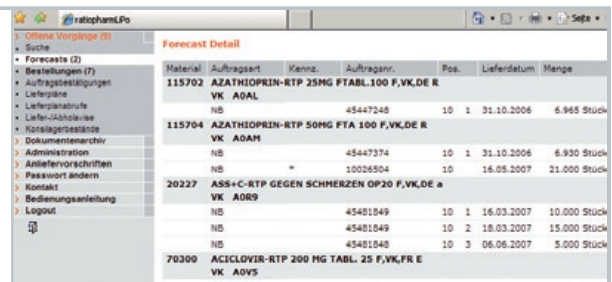 ratiopharmLiPo
Seite
Offene Vorgänge (9)
Suche
Forecasts (2)
Bestellungen (7)
Auftragsbestätigungen
Lieferpläne
Lieferplanabrufe
Liefer-/Abholavise
Konsilagerbestände
Dokumentenarchiv
Administration
Anliefervorschriften
Passwort ändern
Kontakt
Bedienungsanleitung
Logout
Forecast Detail
Material Auftragsart Kennz. Auftragsnr. Pos. Lieferdatum Menge
115702 AZATHIOPRIN-RTP 25MG FTABL.100 F,VK,DE R
VK A0AL
NB 45447248 10 1 31.10.2006 6.965 Stück
115704 AZATHIOPRIN-RTP 50MG FTA 100 F,VK,DE R
VK A0AM
NB 45447374 10 1 31.10.2006 6.930 Stück
NB * 10026504 10 16.05.2007 21.000 Stück
20227 ASS+C-RTP GEGEN SCHMERZEN OP20 F,VK,DE a
VK A0R9
NB 45481849 10 1 16.03.2007 10.000 Stück
NB 45481849 10 2 18.03.2007 15.000 Stück
NB 45481848 10 3 06.06.2007 5.000 Stück
70300 ACICLOVIR-RTP 200 MG TABL. 25 F,VK,FR E
VK A0V5